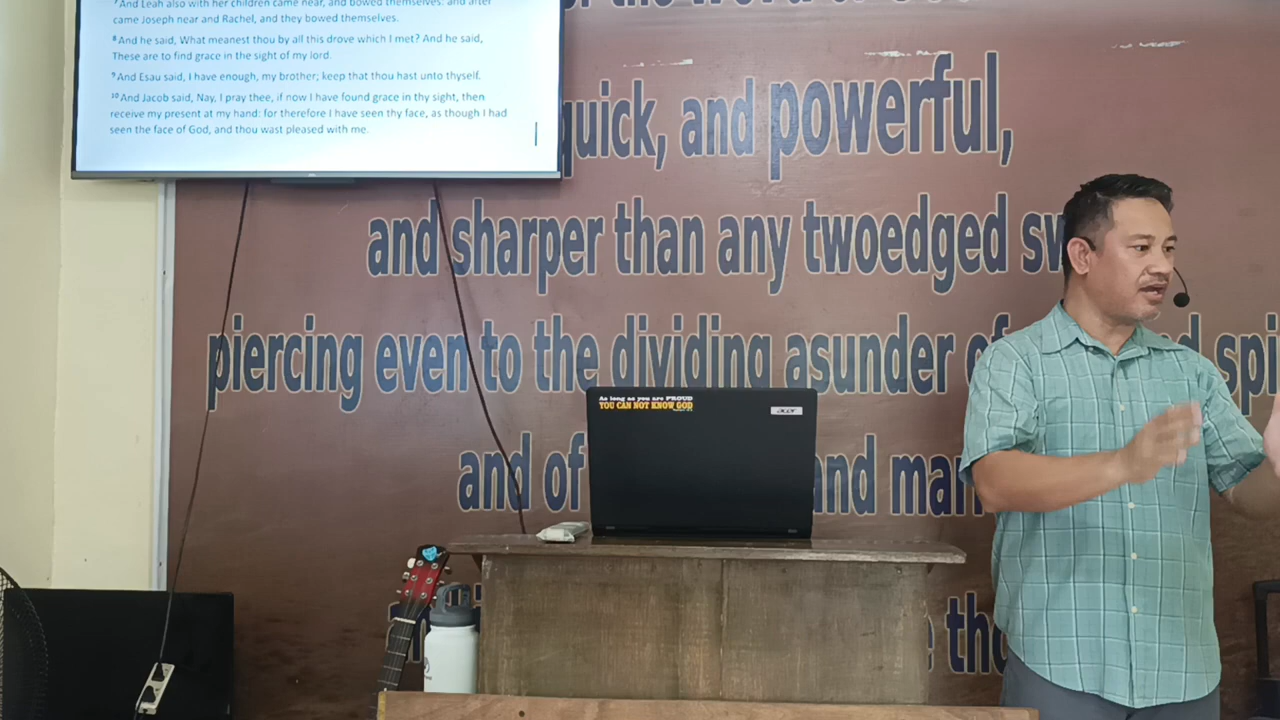 ⁷And Leah also with her children came near, and bowed themselves: and after
came Joseph near and Rachel, and they bowed themselves.
⁸And he said, What meanest thou by all this drove which I met? And he said,
These are to find grace in the sight of my lord.
⁹And Esau said, I have enough, my brother; keep that thou hast unto thyself.
¹⁰And Jacob said, Nay, I pray thee, if now I have found grace in thy sight, then
receive my present at my hand: for therefore I have seen thy face, as though I had
seen the face of God, and thou wast pleased with me.
the word
quick, and powerful,
and sharper than any twoedged
piercing even to the dividing asunder
and of and
As long as you are PROUD
YOU CAN NOT KNOW GOD
acer